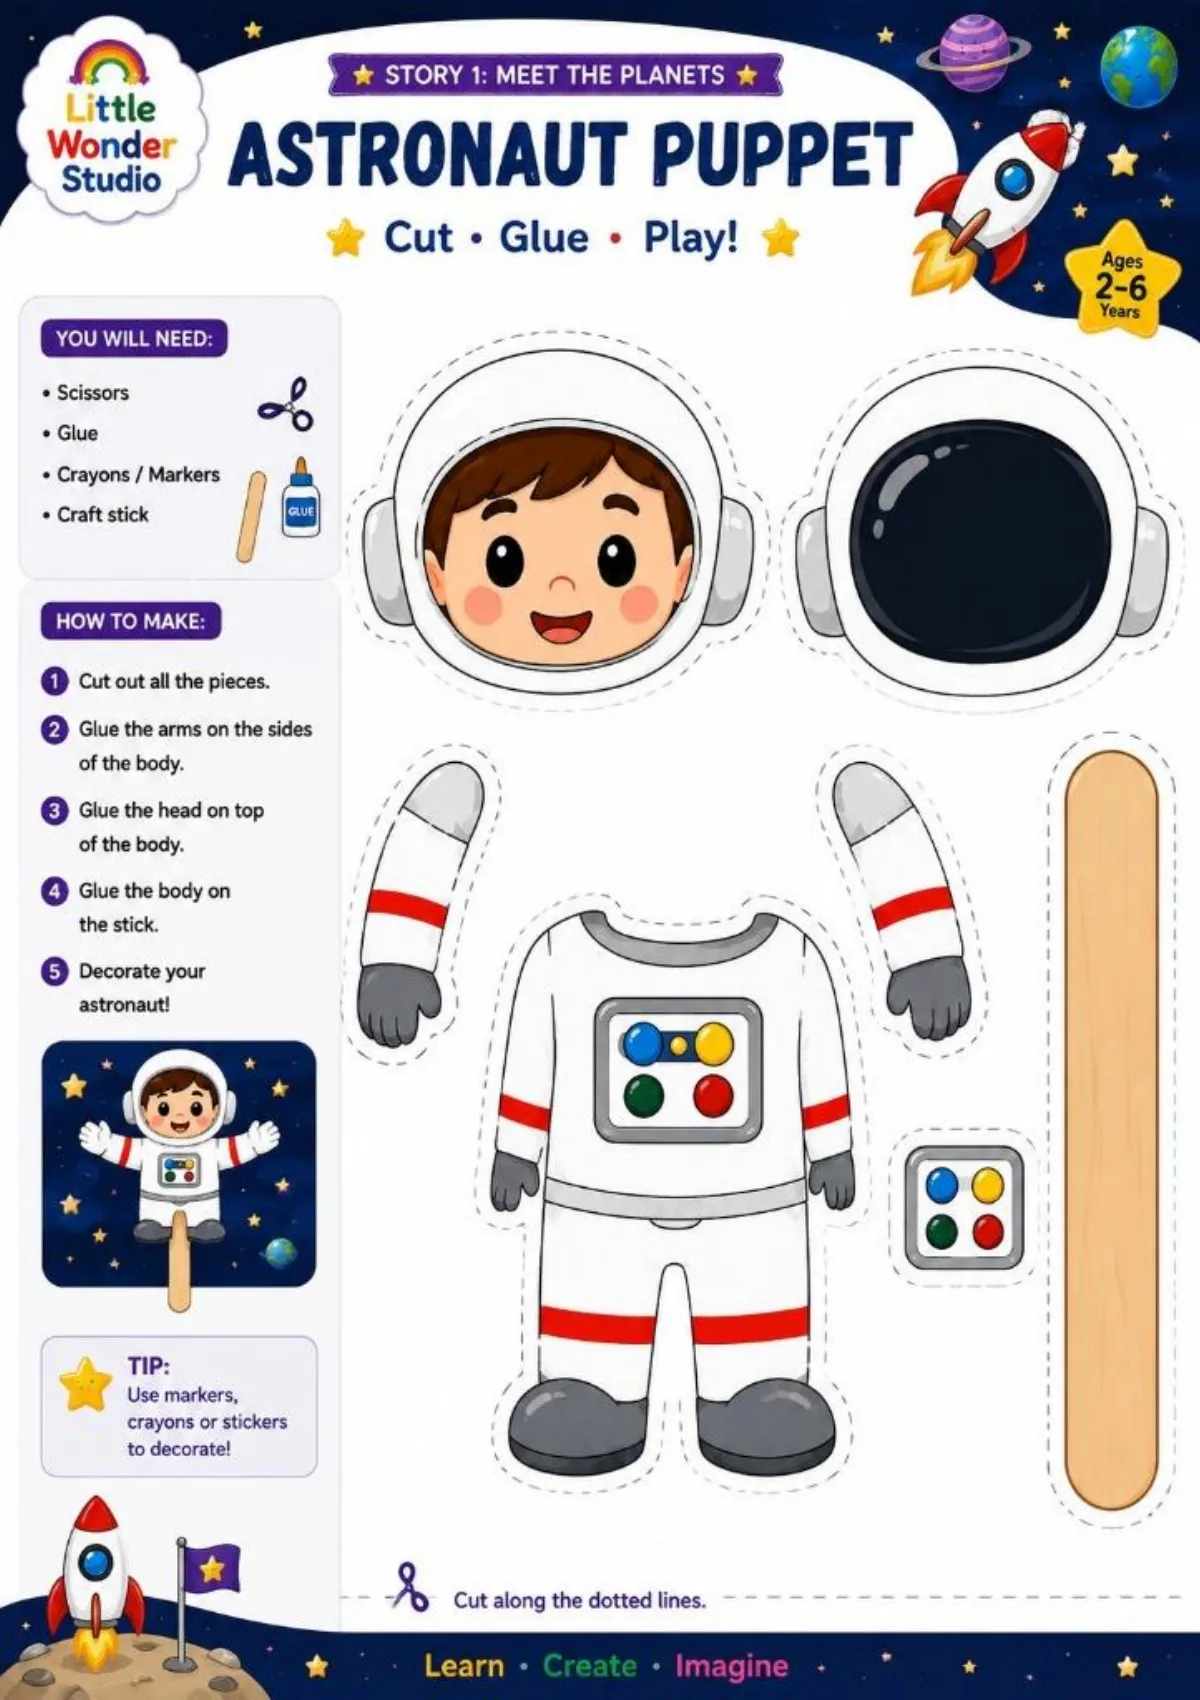 Little
Wonder
Studio
STORY 1: MEET THE PLANETS
ASTRONAUT PUPPET
Cut • Glue • Play!
Ages
2-6
Years
YOU WILL NEED:
• Scissors
• Glue
• Crayons / Markers
• Craft stick
GLUE
HOW TO MAKE:
1 Cut out all the pieces.
2 Glue the arms on the sides
of the body.
3 Glue the head on top
of the body.
4 Glue the body on
the stick.
5 Decorate your
astronaut!
TIP:
Use markers,
crayons or stickers
to decorate!
Cut along the dotted lines.
Learn • Create • Imagine